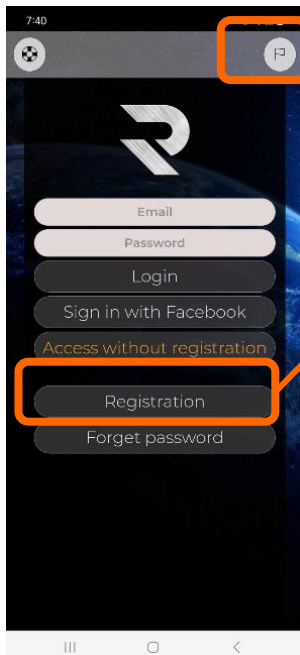 7:40
Email
Password
Login
Sign in with Facebook
Access without registration
Registration
Forget password